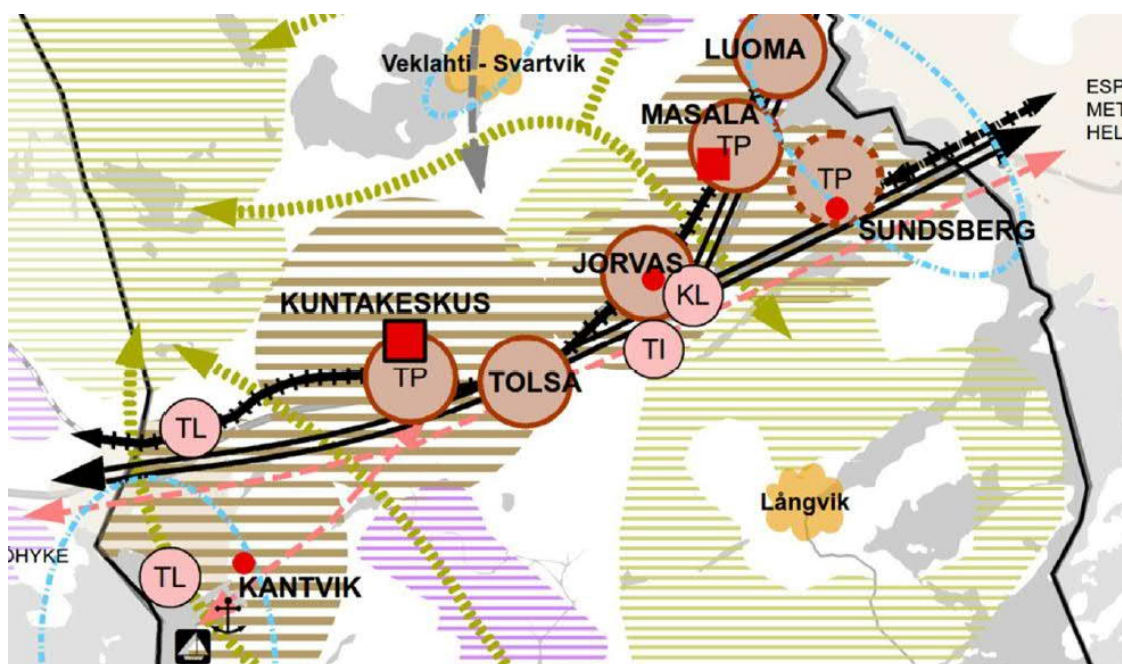 LUOMA
Veklahti - Svartvik
ESP
MET
HEL
MASALA
TP
TP
SUNDSBERG
JORVAS
KL
KUNTAKESKUS
TI
TP
TOLSA
TL
Långvik
OHYKE
TL
KANTVIK